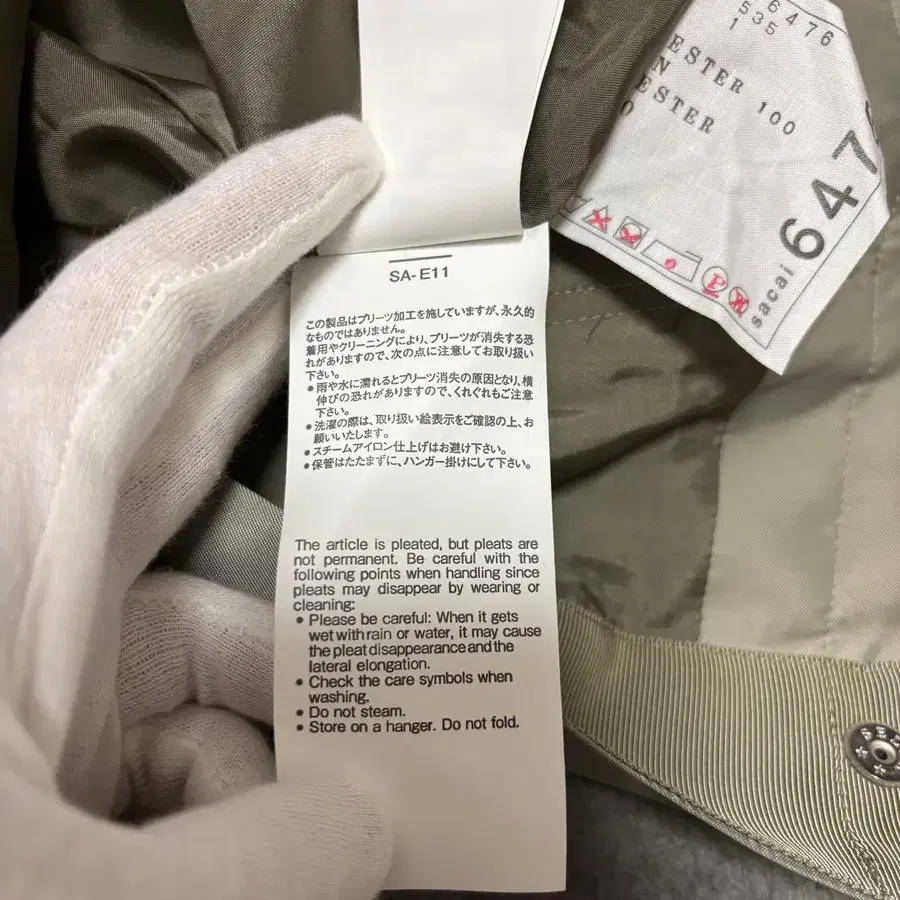 SA-E11
この製品はプリーツ加工を施していますが、永久的
なものではありません。
着用やクリーニングにより、プリーツが消失する恐
れがありますので、次の点に注意してお取り扱い
下さい。
●雨や水に濡れるとプリーツ消失の原因となり、横
伸びの恐れがありますので、くれぐれもご注意
下さい。
●洗濯の際は、取り扱い絵表示をご確認の上、お
願いいたします。
●スチームアイロン仕上げはお避け下さい。
●保管はたたまずに、ハンガー掛けにして下さい。
The article is pleated, but pleats are
not permanent. Be careful with the
following points when handling since
pleats may disappear by wearing or
cleaning:
• Please be careful: When it gets
wet with rain or water, it may cause
the pleat disappearance and the
lateral elongation.
• Check the care symbols when
washing.
• Do not steam.
• Store on a hanger. Do not fold.
6476
535
1
ESTER 100
N
ESTER
0
sacai 647